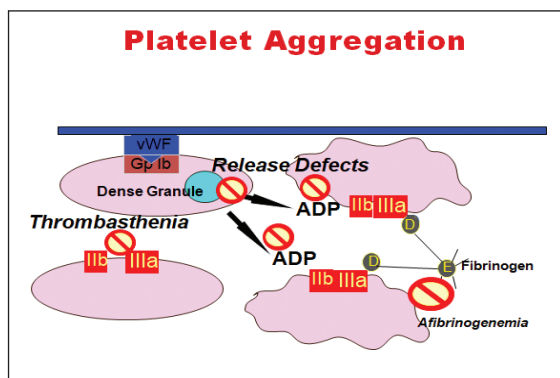 Platelet Aggregation
vWF
Gp Ib
Release Defects
Dense Granule
ADP
IIb IIIa
Thrombasthenia
D
ADP
IIb IIIa
D
E
Fibrinogen
IIb IIIa
Afibrinogenemia